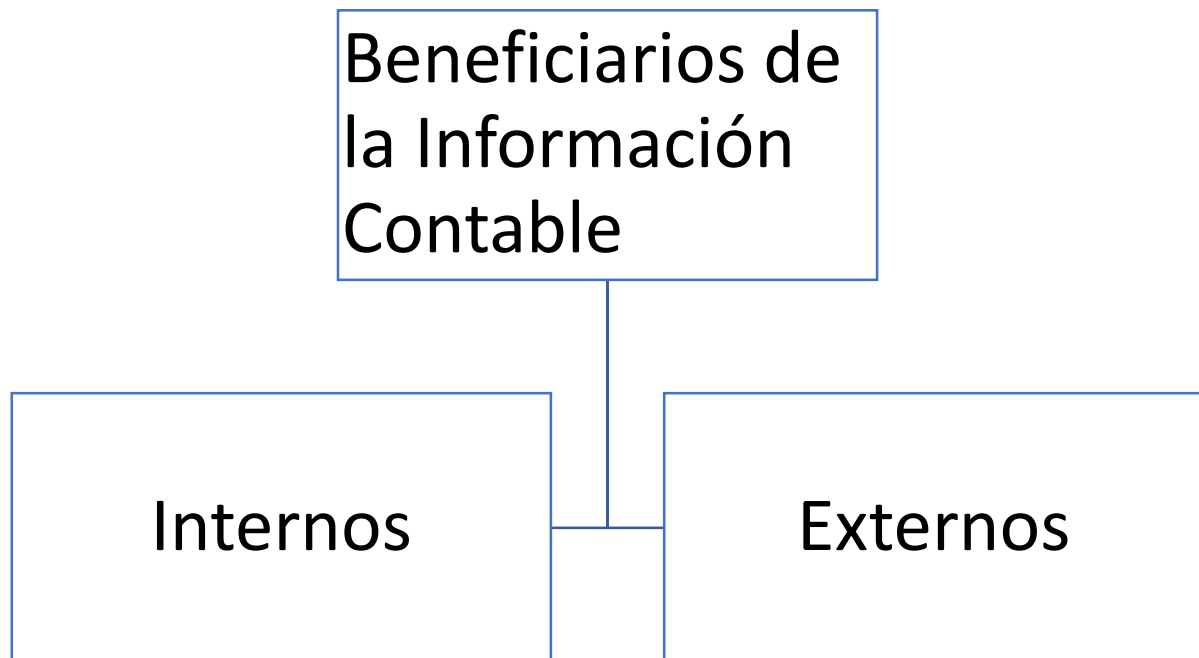 Beneficiarios de
la Información
Contable
Internos
Externos